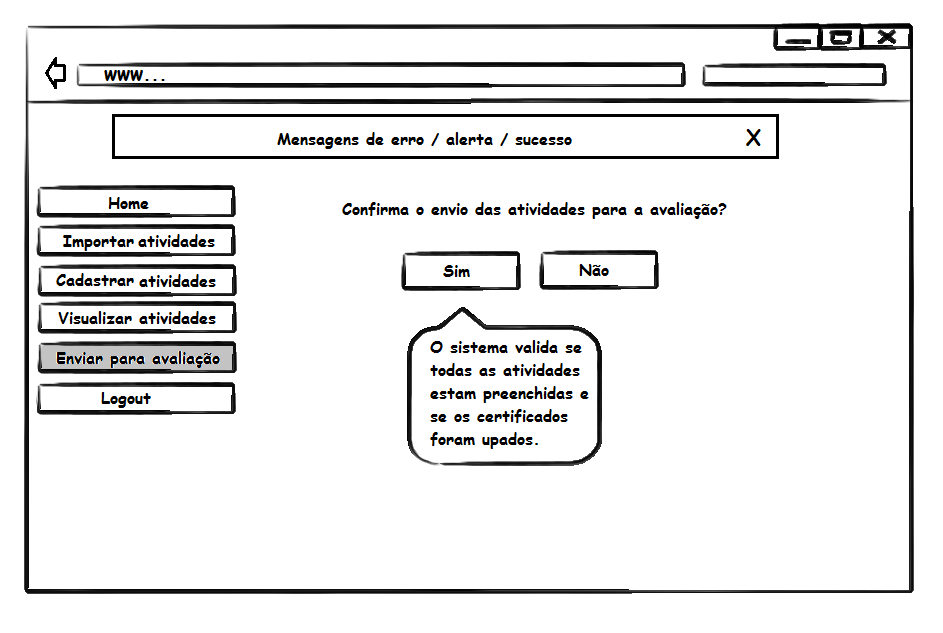 www...
Mensagens de erro / alerta / sucesso X
Home
Importar atividades
Cadastrar atividades
Visualizar atividades
Enviar para avaliação
Logout
Confirma o envio das atividades para a avaliação?
Sim
Não
O sistema valida se
todas as atividades
estam preenchidas e
se os certificados
foram upados.